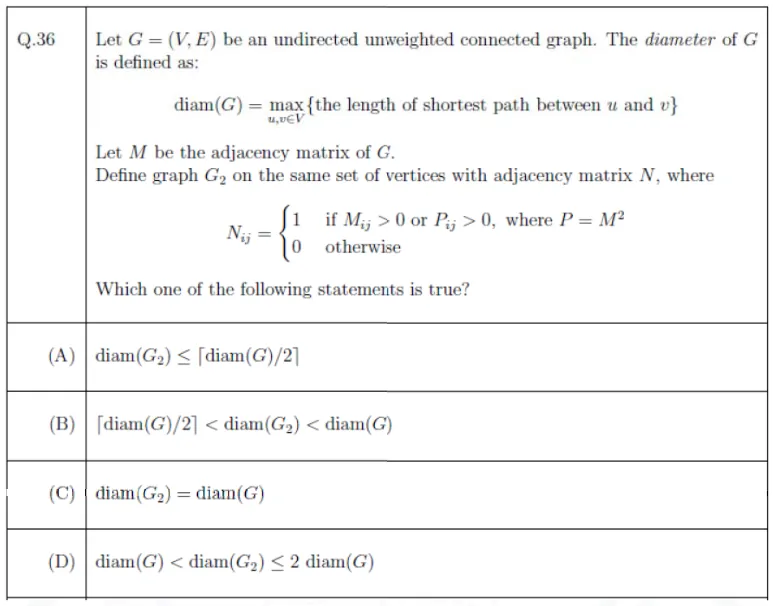 Q.36 Let G = (V, E) be an undirected unweighted connected graph. The diameter of G
is defined as:
diam(G) = max{the length of shortest path between u and v}
u,v∈V
Let M be the adjacency matrix of G.
Define graph G₂ on the same set of vertices with adjacency matrix N, where
Nᵢⱼ = { 1 if Mᵢⱼ > 0 or Pᵢⱼ > 0, where P = M²
0 otherwise
Which one of the following statements is true?
(A) diam(G₂) ≤ ⌈diam(G)/2⌉
(B) ⌈diam(G)/2⌉ < diam(G₂) < diam(G)
(C) diam(G₂) = diam(G)
(D) diam(G) < diam(G₂) ≤ 2 diam(G)